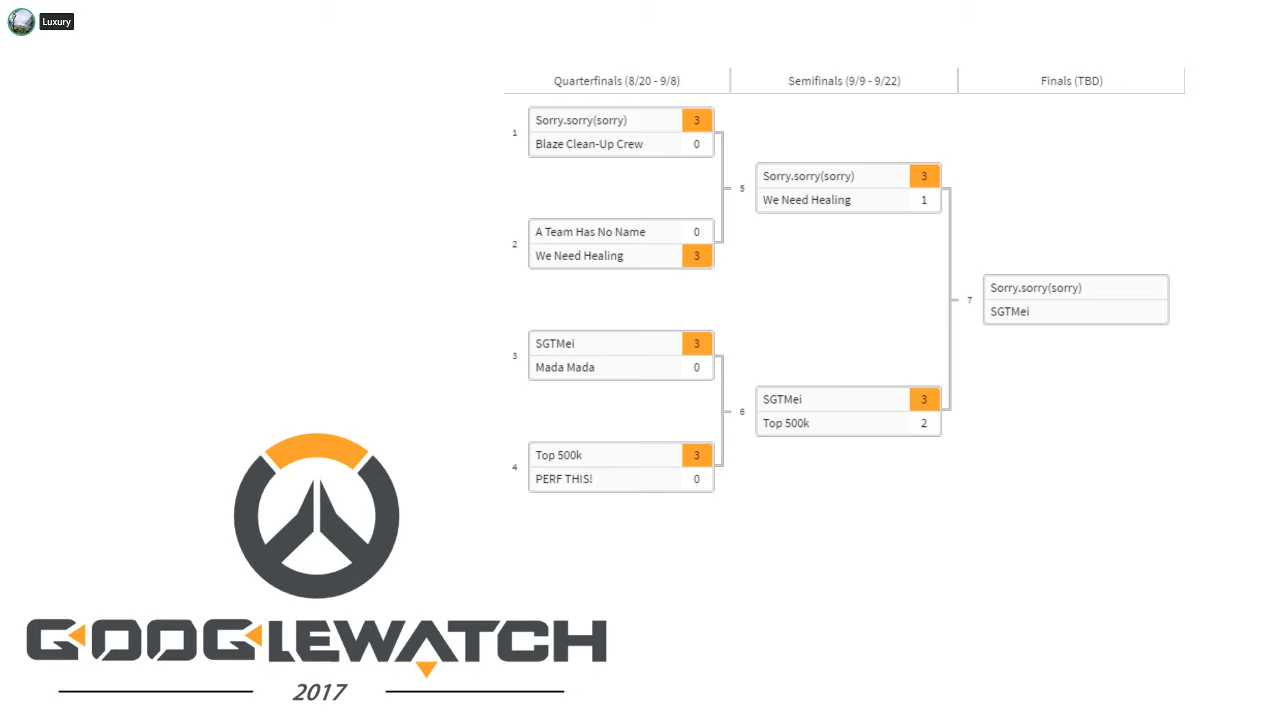 Luxury
Quarterfinals (8/20 - 9/8)
Semifinals (9/9 - 9/22)
Finals (TBD)
1
Sorry.sorry(sorry) 3
Blaze Clean-Up Crew 0
2
A Team Has No Name 0
We Need Healing 3
3
SGTMei 3
Mada Mada 0
4
Top 500k 3
PERF THIS! 0
5
Sorry.sorry(sorry) 3
We Need Healing 1
6
SGTMei 3
Top 500k 2
7
Sorry.sorry(sorry)
SGTMei
GOOGLEWATCH
2017